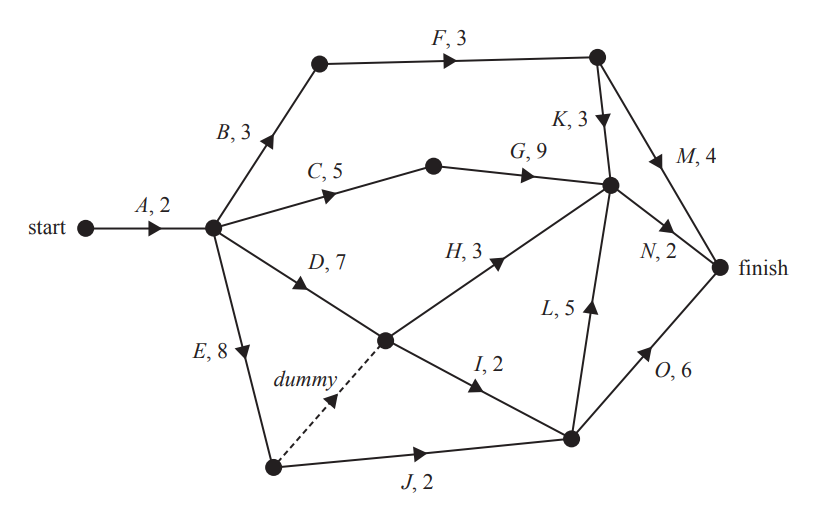 F, 3
B, 3
K, 3
G, 9
M, 4
C, 5
A, 2
start
D, 7
H, 3
N, 2
finish
L, 5
E, 8
dummy
I, 2
O, 6
J, 2